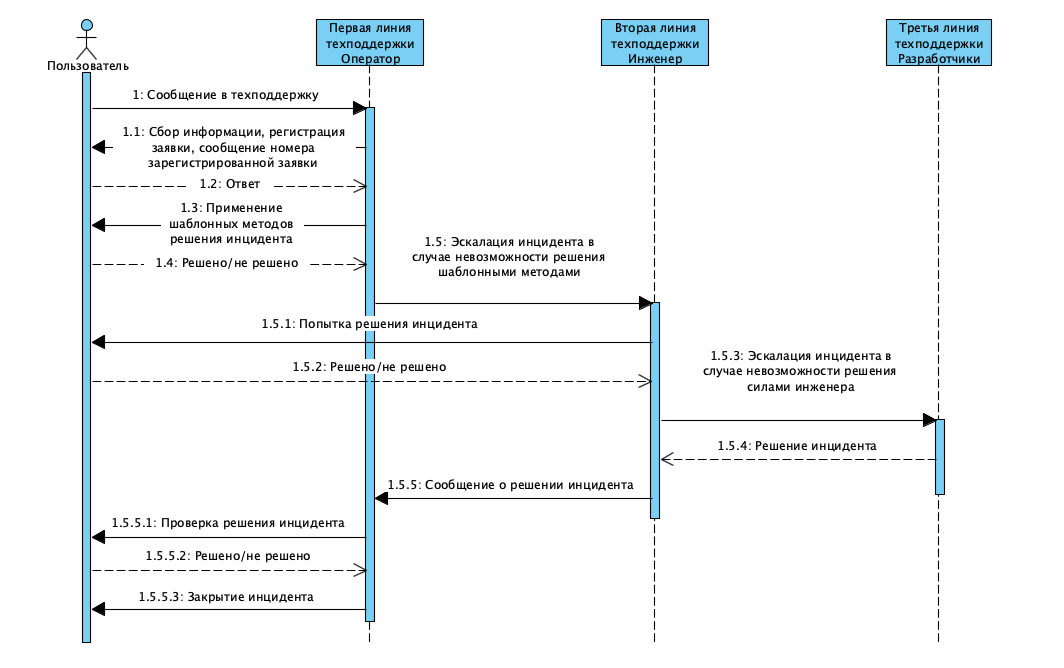 Пользователь
Первая линия
техподдержки
Оператор
Вторая линия
техподдержки
Инженер
Третья линия
техподдержки
Разработчики
1: Сообщение в техподдержку
1.1: Сбор информации, регистрация
заявки, сообщение номера
зарегистрированной заявки
1.2: Ответ
1.3: Применение
шаблонных методов
решения инцидента
1.4: Решено/не решено
1.5: Эскалация инцидента в
случае невозможности решения
шаблонными методами
1.5.1: Попытка решения инцидента
1.5.2: Решено/не решено
1.5.3: Эскалация инцидента в
случае невозможности решения
силами инженера
1.5.4: Решение инцидента
1.5.5: Сообщение о решении инцидента
1.5.5.1: Проверка решения инцидента
1.5.5.2: Решено/не решено
1.5.5.3: Закрытие инцидента